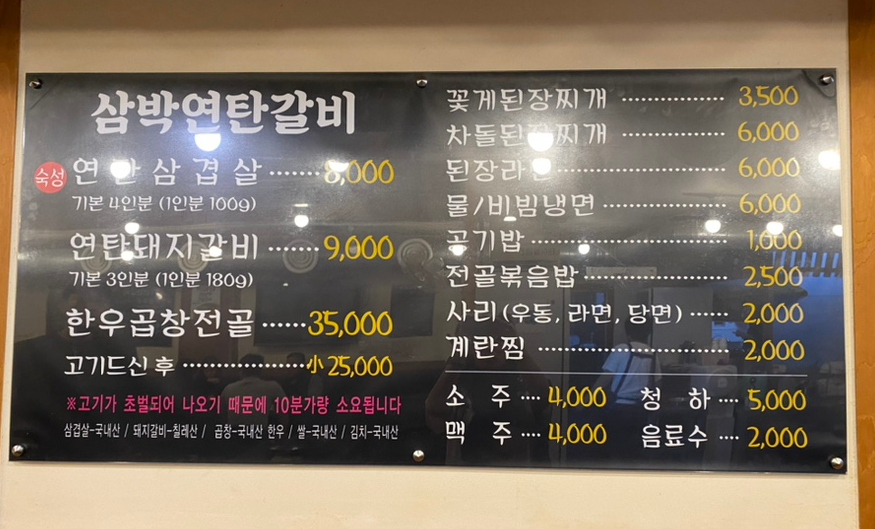 삼박연탄갈비
숙성 연탄삼겹살 ······· 8,000
기본 4인분 (1인분 100g)
연탄돼지갈비 ······· 9,000
기본 3인분 (1인분 180g)
한우곱창전골 ······ 35,000
고기드신 후 ·················· 小 25,000
※고기가 초벌되어 나오기 때문에 10분가량 소요됩니다
삼겹살-국내산 / 돼지갈비-칠레산 / 곱창-국내산 한우 / 쌀-국내산 / 김치-국내산
꽃게된장찌개 ················ 3,500
차돌된장찌개 ················ 6,000
된장라면 ················ 6,000
물/비빔냉면 ················ 6,000
공기밥 ······················ 1,000
전골볶음밥 ·················· 2,500
사리(우동, 라면, 당면) ····· 2,000
계란찜 ······················ 2,000
소 주 ···· 4,000 청 하 ···· 5,000
맥 주 ···· 4,000 음료수 ···· 2,000